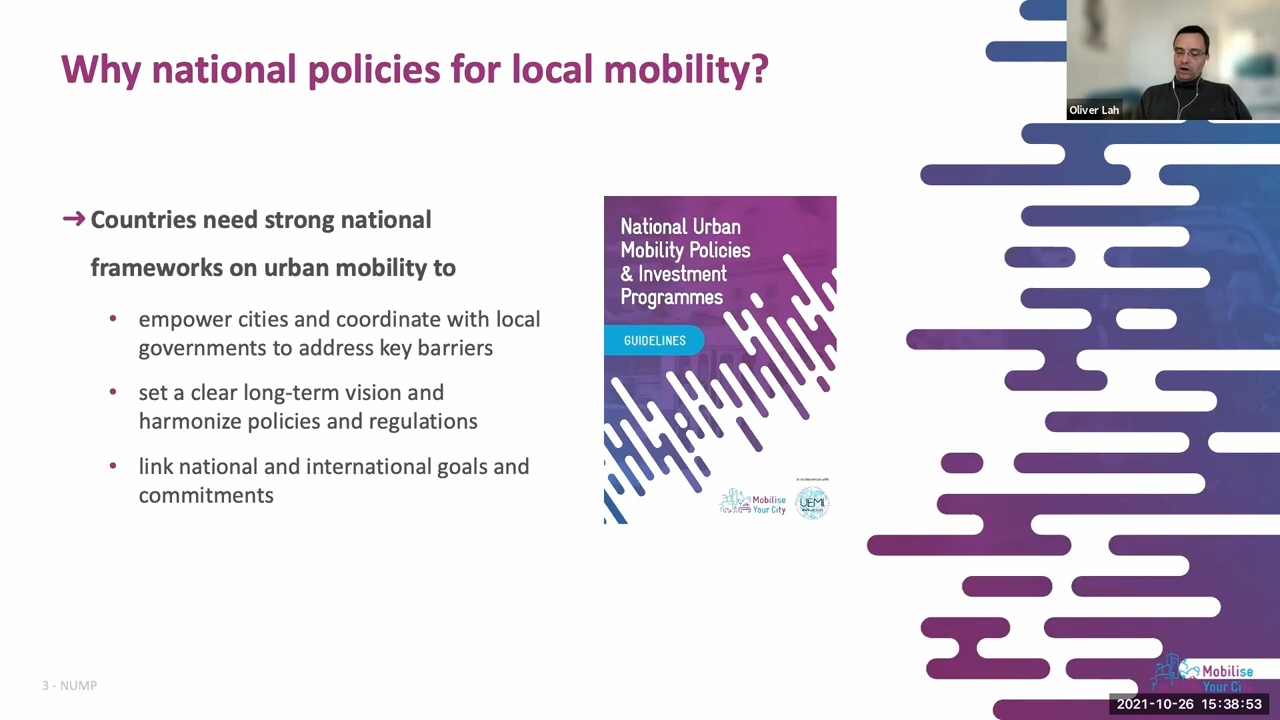 Why national policies for local mobility?
Oliver Lah
➜ Countries need strong national
frameworks on urban mobility to
• empower cities and coordinate with local
governments to address key barriers
• set a clear long-term vision and
harmonize policies and regulations
• link national and international goals and
commitments
National Urban
Mobility Policies
& Investment
Programmes
GUIDELINES
Mobilise
Your City
UEMI
3 - NUMP
Mobilise
Your Ci
2021-10-26 15:38:53